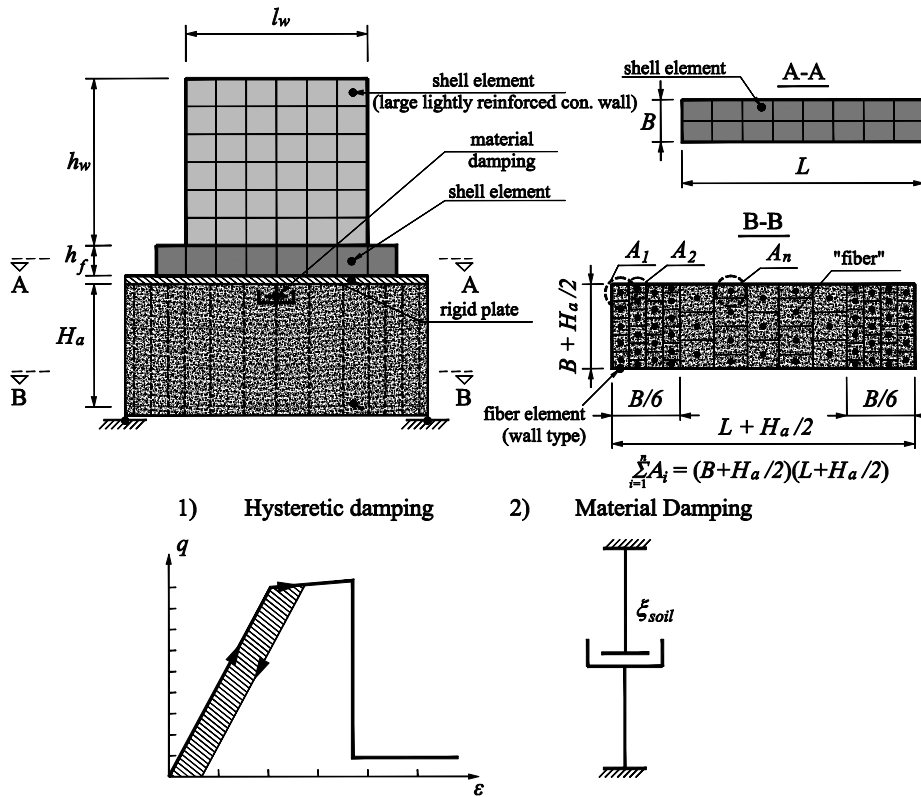 l_w
shell element
(large lightly reinforced con. wall)
material
damping
shell element
h_w
h_f
A
A
rigid plate
H_a
B
B
shell element
A-A
B
L
B-B
A_1
A_2
A_n
"fiber"
B + H_a/2
fiber element
(wall type)
B/6
B/6
L + H_a/2
\sum_{i=1}^{n} A_i = (B+H_a/2)(L+H_a/2)
1) Hysteretic damping
2) Material Damping
q
ε
ξ_soil